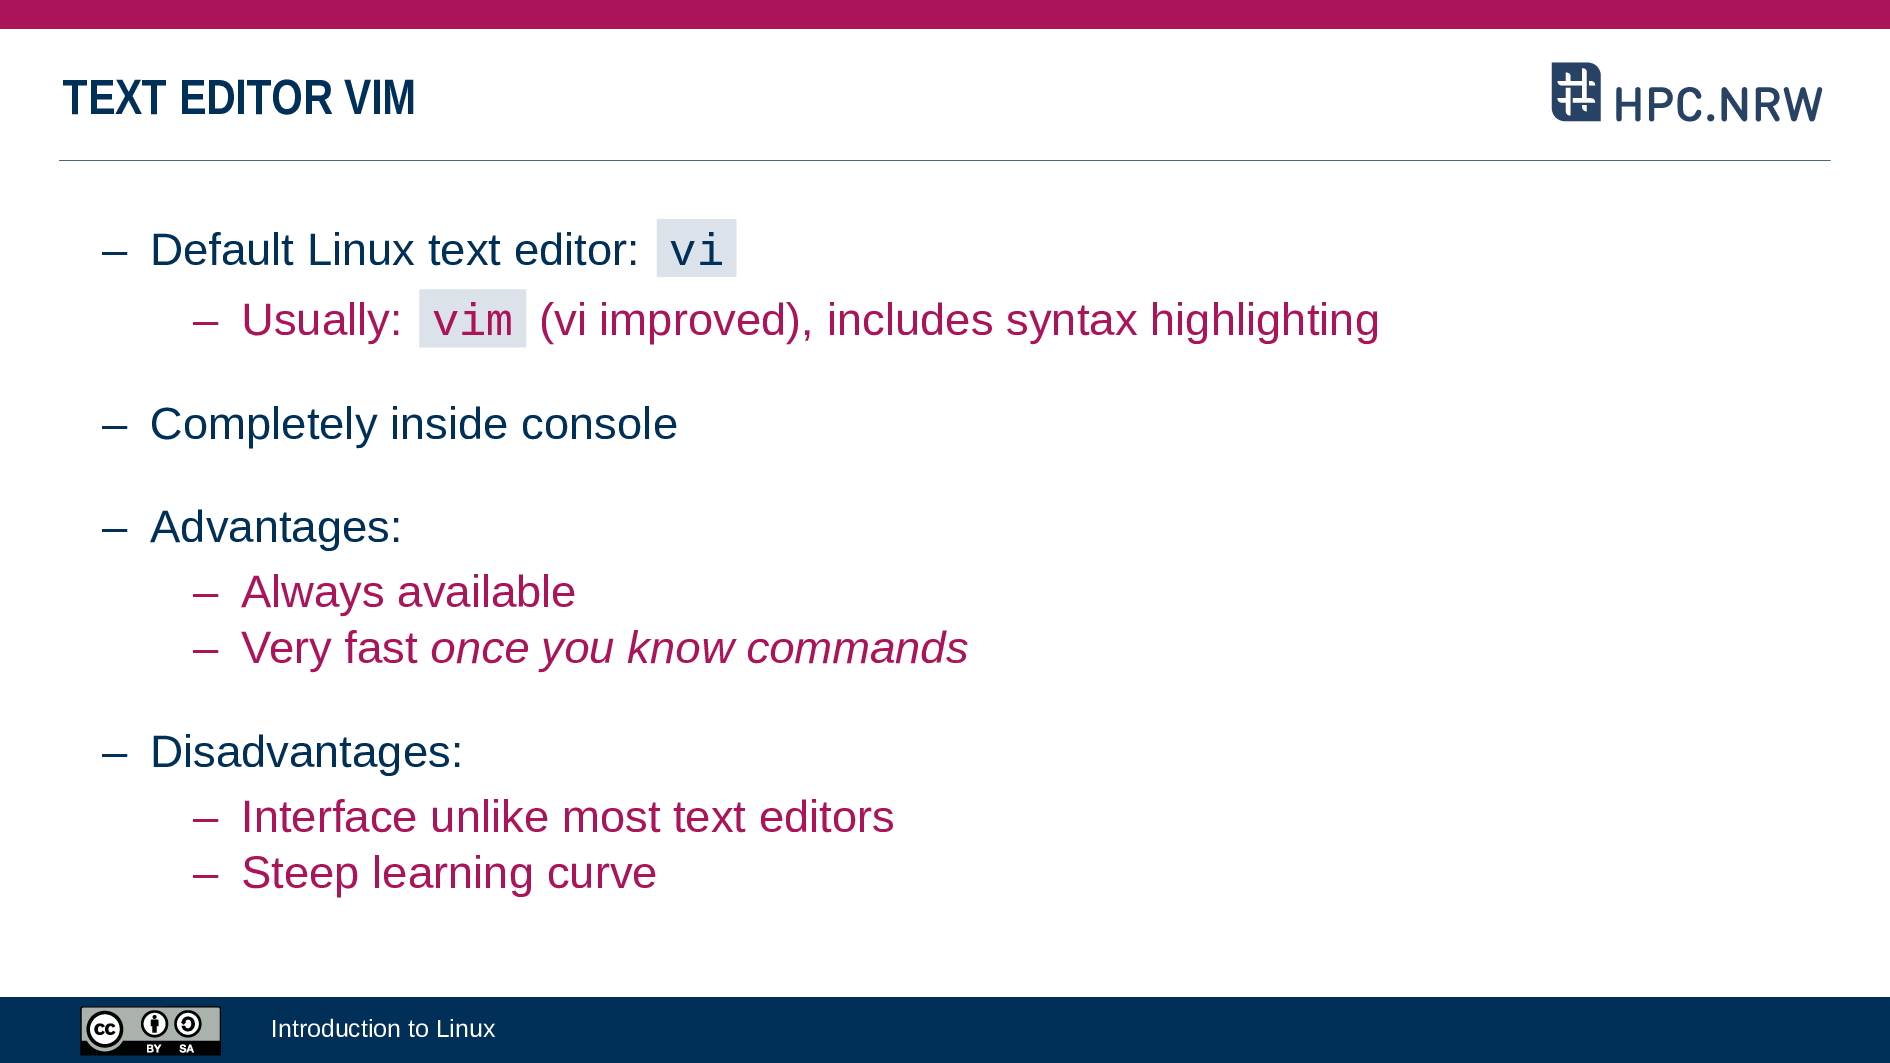 TEXT EDITOR VIM
HPC.NRW
– Default Linux text editor: vi
– Usually: vim (vi improved), includes syntax highlighting
– Completely inside console
– Advantages:
– Always available
– Very fast once you know commands
– Disadvantages:
– Interface unlike most text editors
– Steep learning curve
cc BY SA
Introduction to Linux